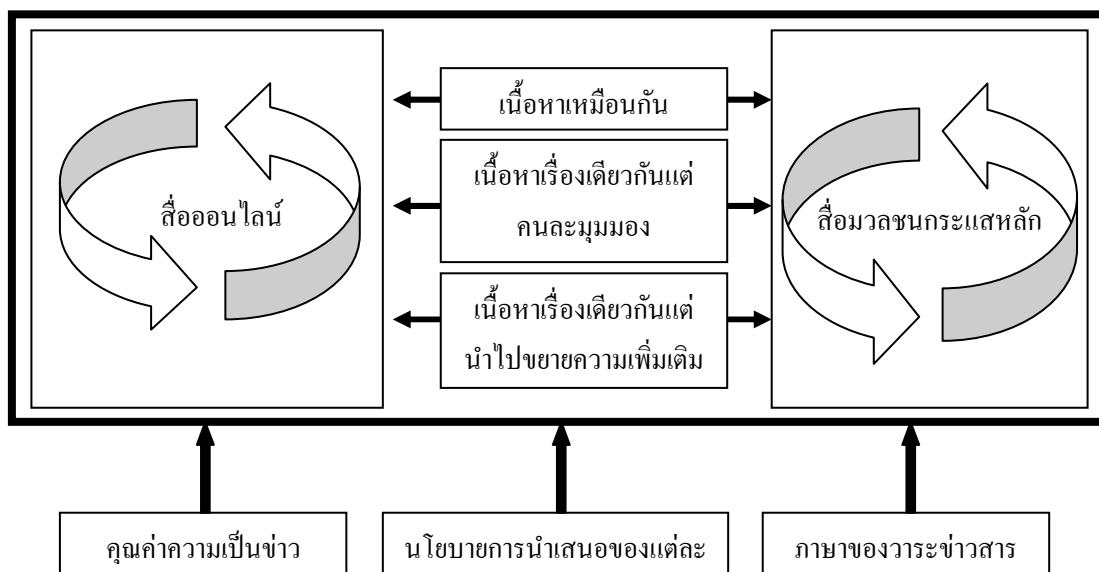 เนื้อหาเหมือนกัน
เนื้อหาเรื่องเดียวกันแต่
คนละมุมมอง
สื่อออนไลน์
สื่อมวลชนกระแสหลัก
เนื้อหาเรื่องเดียวกันแต่
นำไปขยายความเพิ่มเติม
คุณค่าความเป็นข่าว
นโยบายการนำเสนอของแต่ละ
ภาษาของวาระข่าวสาร